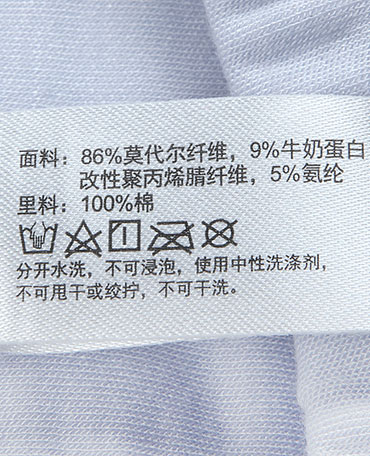 面料：86%莫代尔纤维，9%牛奶蛋白
改性聚丙烯腈纤维，5%氨纶
里料：100%棉
分开水洗，不可浸泡，使用中性洗涤剂，
不可甩干或绞拧，不可干洗。